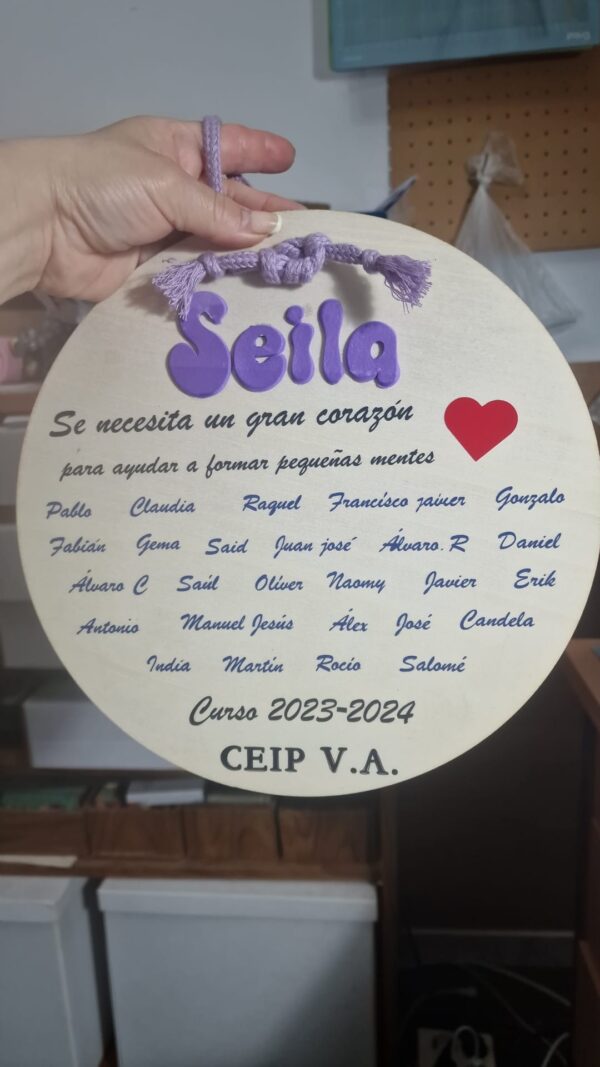 Seila
Se necesita un gran corazón
para ayudar a formar pequeñas mentes
Pablo Claudia Raquel Francisco javier Gonzalo
Fabián Gema Said Juan josé Álvaro.R Daniel
Álvaro C Saúl Oliver Naomy Javier Erik
Antonio Manuel Jesús Álex José Candela
India Martín Rocío Salomé
Curso 2023-2024
CEIP V.A.